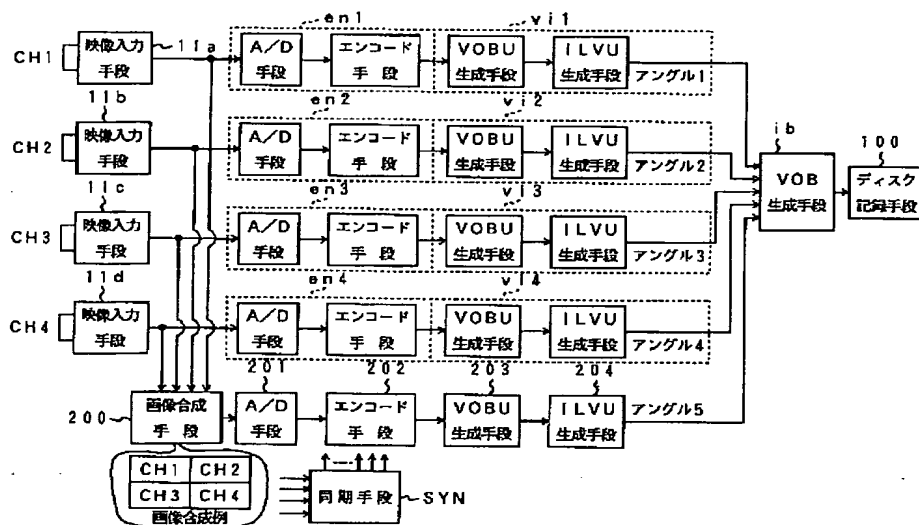 en1
vi1
CH1
映像入力
手段
11a
A/D
手段
エンコード
手 段
VOBU
生成手段
ILVU
生成手段
アングル1
11b
en2
vi2
CH2
映像入力
手段
A/D
手段
エンコード
手 段
VOBU
生成手段
ILVU
生成手段
アングル2
ib
VOB
生成手段
100
ディスク
記録手段
11c
en3
vi3
CH3
映像入力
手段
A/D
手段
エンコード
手 段
VOBU
生成手段
ILVU
生成手段
アングル3
11d
en4
vi4
CH4
映像入力
手段
A/D
手段
エンコード
手 段
VOBU
生成手段
ILVU
生成手段
アングル4
200
画像合成
手 段
201
A/D
手段
202
エンコード
手 段
203
VOBU
生成手段
204
ILVU
生成手段
アングル5
CH1 CH2
CH3 CH4
画像合成例
同期手段
SYN